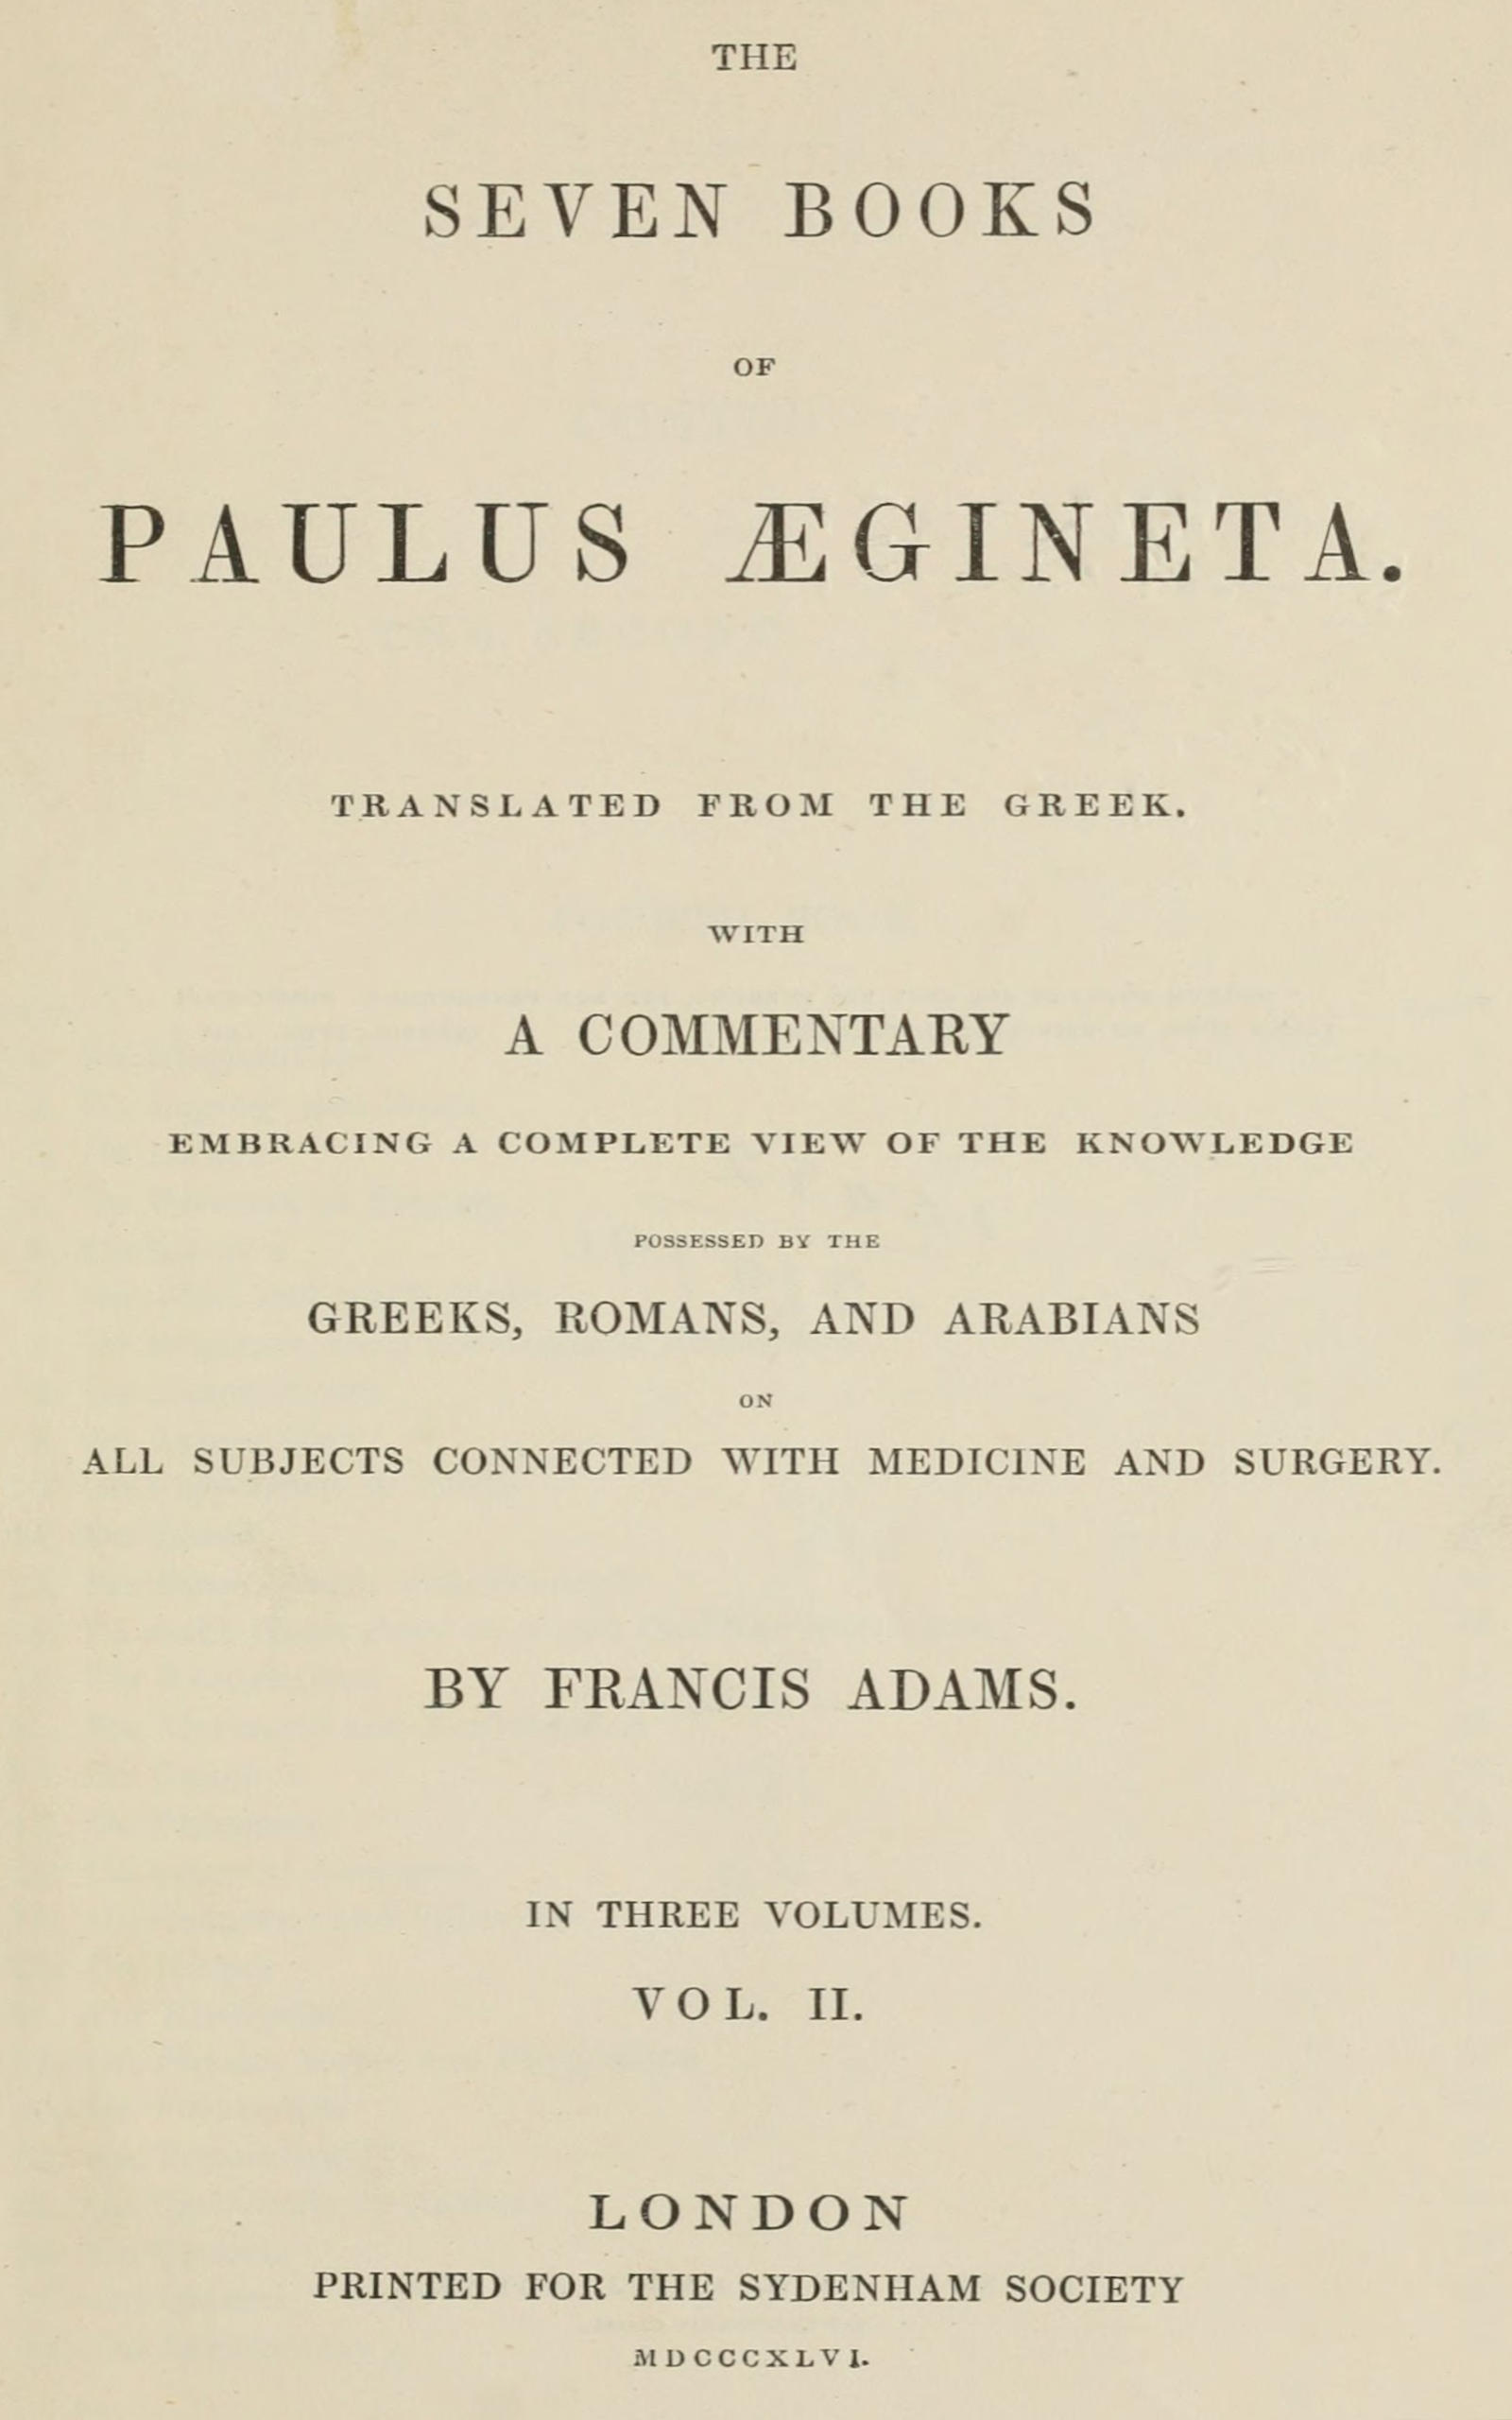 THE
SEVEN BOOKS
OF
PAULUS ÆGINETA.
TRANSLATED FROM THE GREEK.
WITH
A COMMENTARY
EMBRACING A COMPLETE VIEW OF THE KNOWLEDGE
POSSESSED BY THE
GREEKS, ROMANS, AND ARABIANS
ON
ALL SUBJECTS CONNECTED WITH MEDICINE AND SURGERY.
BY FRANCIS ADAMS.
IN THREE VOLUMES.
VOL. II.
LONDON
PRINTED FOR THE SYDENHAM SOCIETY
MDCCCXLVI.